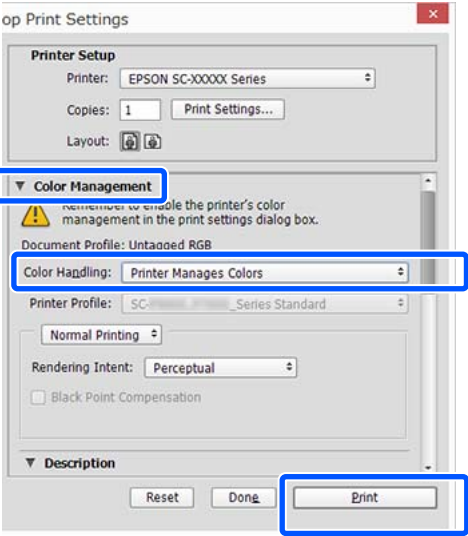 op Print Settings
Printer Setup
Printer: EPSON SC-XXXXX Series
Copies: 1 Print Settings...
Layout:
Color Management
Remember to enable the printer's color
management in the print settings dialog box.
Document Profile: Untagged RGB
Color Handling: Printer Manages Colors
Printer Profile: SC- _Series Standard
Normal Printing
Rendering Intent: Perceptual
Black Point Compensation
Description
Reset Done Print